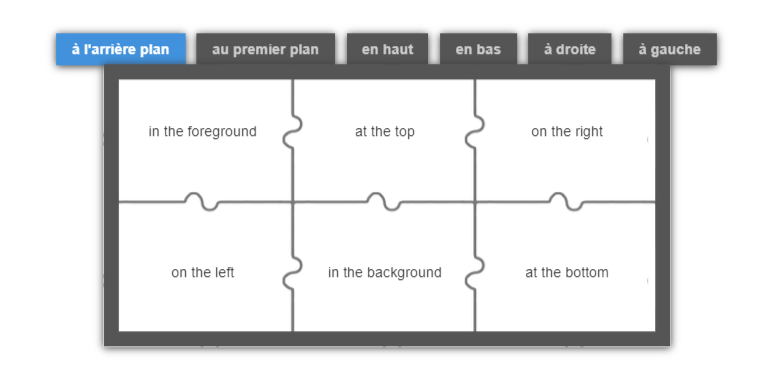 à l'arrière plan au premier plan en haut en bas à droite à gauche
in the foreground at the top on the right
on the left in the background at the bottom